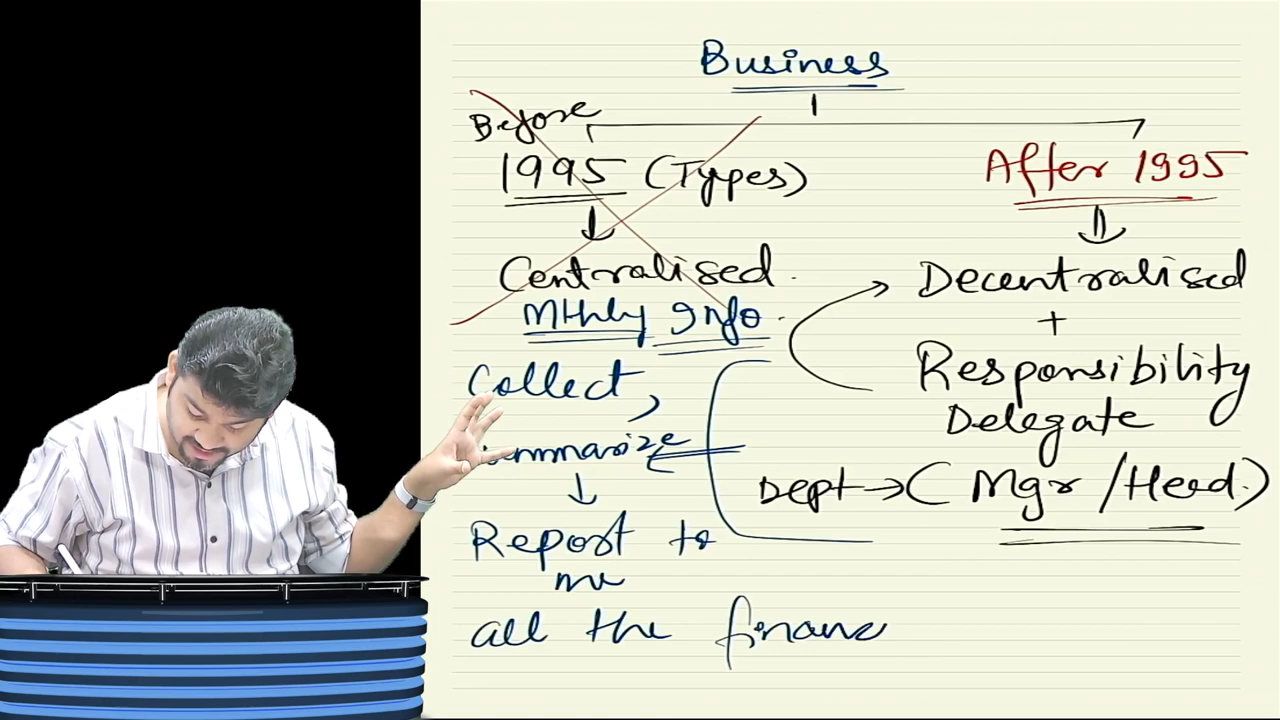 Business
Before
1995 (Types)
After 1995
Centralised.
Mthly Info.
Collect,
Summarize
Report to
me
all the financ
Decentralised
+
Responsibility
Delegate
Dept → (Mgr/Head.)